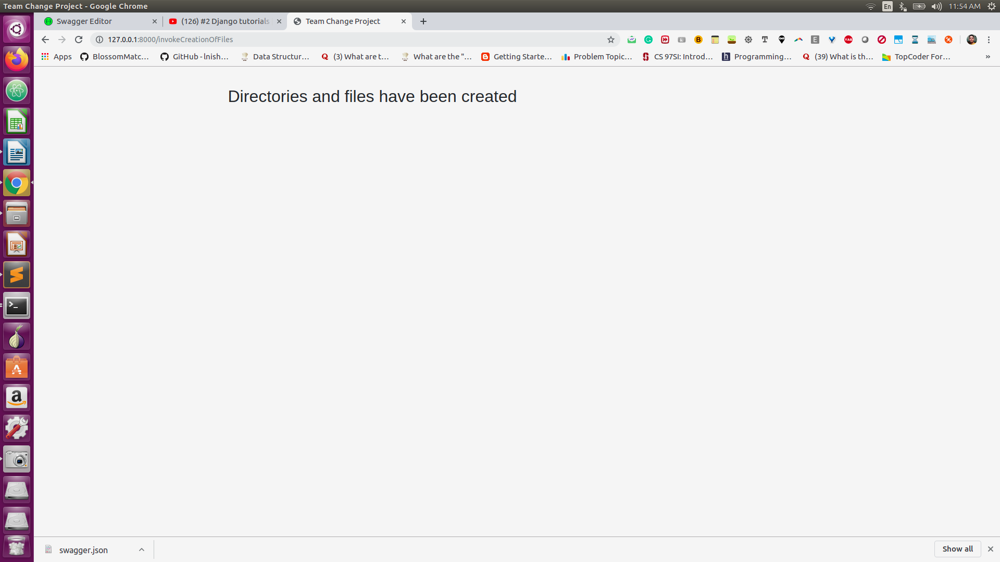 Team Change Project - Google Chrome
En
11:54 AM
Swagger Editor
(126) #2 Django tutorials
Team Change Project
127.0.0.1:8000/invokeCreationOfFiles
Apps
BlossomMatc...
GitHub - lnish...
Data Structur...
(3) What are t...
What are the "...
Getting Starte...
Problem Topic...
CS 97SI: Introd...
Programming...
(39) What is th...
TopCoder For...
»
Directories and files have been created
swagger.json
Show all